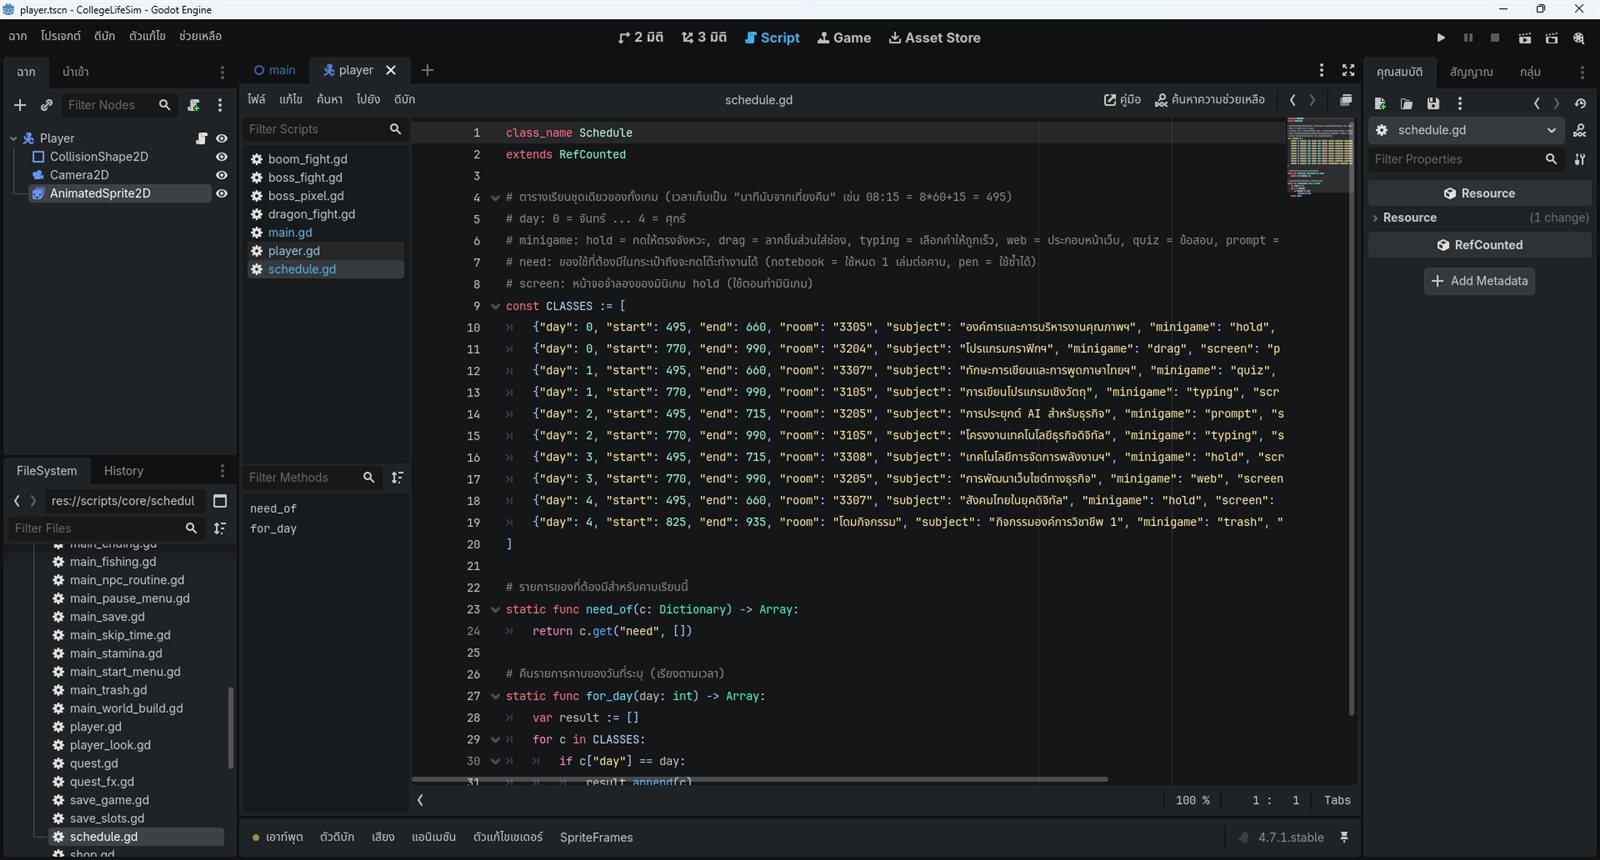 player.tscn - CollegeLifeSim - Godot Engine
ฉาก โปรเจกต์ ดีบัก ตัวแก้ไข ช่วยเหลือ
2 มิติ 3 มิติ Script Game Asset Store
ฉาก นำเข้า
Filter Nodes
Player
CollisionShape2D
Camera2D
AnimatedSprite2D
FileSystem History
res://scripts/core/schedul
Filter Files
main_ending.gd
main_fishing.gd
main_npc_routine.gd
main_pause_menu.gd
main_save.gd
main_skip_time.gd
main_stamina.gd
main_start_menu.gd
main_trash.gd
main_world_build.gd
player.gd
player_look.gd
quest.gd
quest_fx.gd
save_game.gd
save_slots.gd
schedule.gd
shop.gd
main player
ไฟล์ แก้ไข ค้นหา ไปยัง ดีบัก
schedule.gd
คู่มือ ค้นหาความช่วยเหลือ
Filter Scripts
boom_fight.gd
boss_fight.gd
boss_pixel.gd
dragon_fight.gd
main.gd
player.gd
schedule.gd
Filter Methods
need_of
for_day
1 class_name Schedule
2 extends RefCounted
3
4 # ตารางเรียนชุดเดียวของทั้งเกม (เวลาเก็บเป็น "นาทีนับจากเที่ยงคืน" เช่น 08:15 = 8*60+15 = 495)
5 # day: 0 = จันทร์ ... 4 = ศุกร์
6 # minigame: hold = กดให้ตรงจังหวะ, drag = ลากชิ้นส่วนใส่ช่อง, typing = เลือกคำให้ถูกเร็ว, web = ประกอบหน้าเว็บ, quiz = ข้อสอบ, prompt =
7 # need: ของใช้ที่ต้องมีในกระเป๋าถึงจะกดโต๊ะทำงานได้ (notebook = ใช้หมด 1 เล่มต่อคาบ, pen = ใช้ซ้ำได้)
8 # screen: หน้าจอจำลองของมินิเกม hold (ใช้ตอนทำมินิเกม)
9 const CLASSES := [
10 {"day": 0, "start": 495, "end": 660, "room": "3305", "subject": "องค์การและการบริหารงานคุณภาพฯ", "minigame": "hold",
11 {"day": 0, "start": 770, "end": 990, "room": "3204", "subject": "โปรแกรมกราฟิกฯ", "minigame": "drag", "screen": "p
12 {"day": 1, "start": 495, "end": 660, "room": "3307", "subject": "ทักษะการเขียนและการพูดภาษาไทยฯ", "minigame": "quiz",
13 {"day": 1, "start": 770, "end": 990, "room": "3105", "subject": "การเขียนโปรแกรมเชิงวัตถุ", "minigame": "typing", "scr
14 {"day": 2, "start": 495, "end": 715, "room": "3205", "subject": "การประยุกต์ AI สำหรับธุรกิจ", "minigame": "prompt", "s
15 {"day": 2, "start": 770, "end": 990, "room": "3105", "subject": "โครงงานเทคโนโลยีธุรกิจดิจิทัล", "minigame": "typing", "s
16 {"day": 3, "start": 495, "end": 715, "room": "3308", "subject": "เทคโนโลยีการจัดการพลังงานฯ", "minigame": "hold", "scr
17 {"day": 3, "start": 770, "end": 990, "room": "3205", "subject": "การพัฒนาเว็บไซต์ทางธุรกิจ", "minigame": "web", "screen
18 {"day": 4, "start": 495, "end": 660, "room": "3307", "subject": "สังคมไทยในยุคดิจิทัล", "minigame": "hold", "screen":
19 {"day": 4, "start": 825, "end": 935, "room": "โดมกิจกรรม", "subject": "กิจกรรมองค์การวิชาชีพ 1", "minigame": "trash", "
20 ]
21
22 # รายการของที่ต้องมีสำหรับคาบเรียนนี้
23 static func need_of(c: Dictionary) -> Array:
24 return c.get("need", [])
25
26 # คืนรายการคาบของวันที่ระบุ (เรียงตามเวลา)
27 static func for_day(day: int) -> Array:
28 var result := []
29 for c in CLASSES:
30 if c["day"] == day:
31 result.append(c)
100 % 1 : 1 Tabs
เอาท์พุต ตัวดีบัก เสียง แอนิเมชัน ตัวแก้ไขเชเดอร์ SpriteFrames
4.7.1.stable
คุณสมบัติ สัญญาณ กลุ่ม
schedule.gd
Filter Properties
Resource
Resource (1 change)
RefCounted
Add Metadata